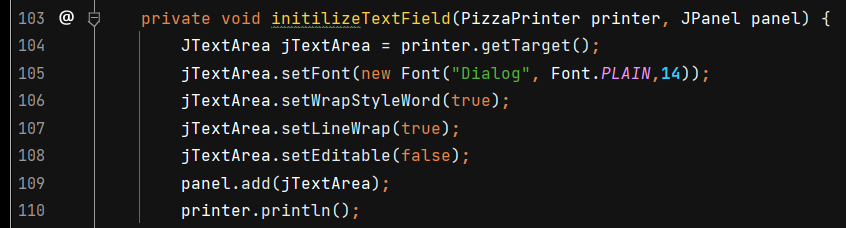 103 @ private void initilizeTextField(PizzaPrinter printer, JPanel panel) {
104 JTextArea jTextArea = printer.getTarget();
105 jTextArea.setFont(new Font("Dialog", Font.PLAIN,14));
106 jTextArea.setWrapStyleWord(true);
107 jTextArea.setLineWrap(true);
108 jTextArea.setEditable(false);
109 panel.add(jTextArea);
110 printer.println();